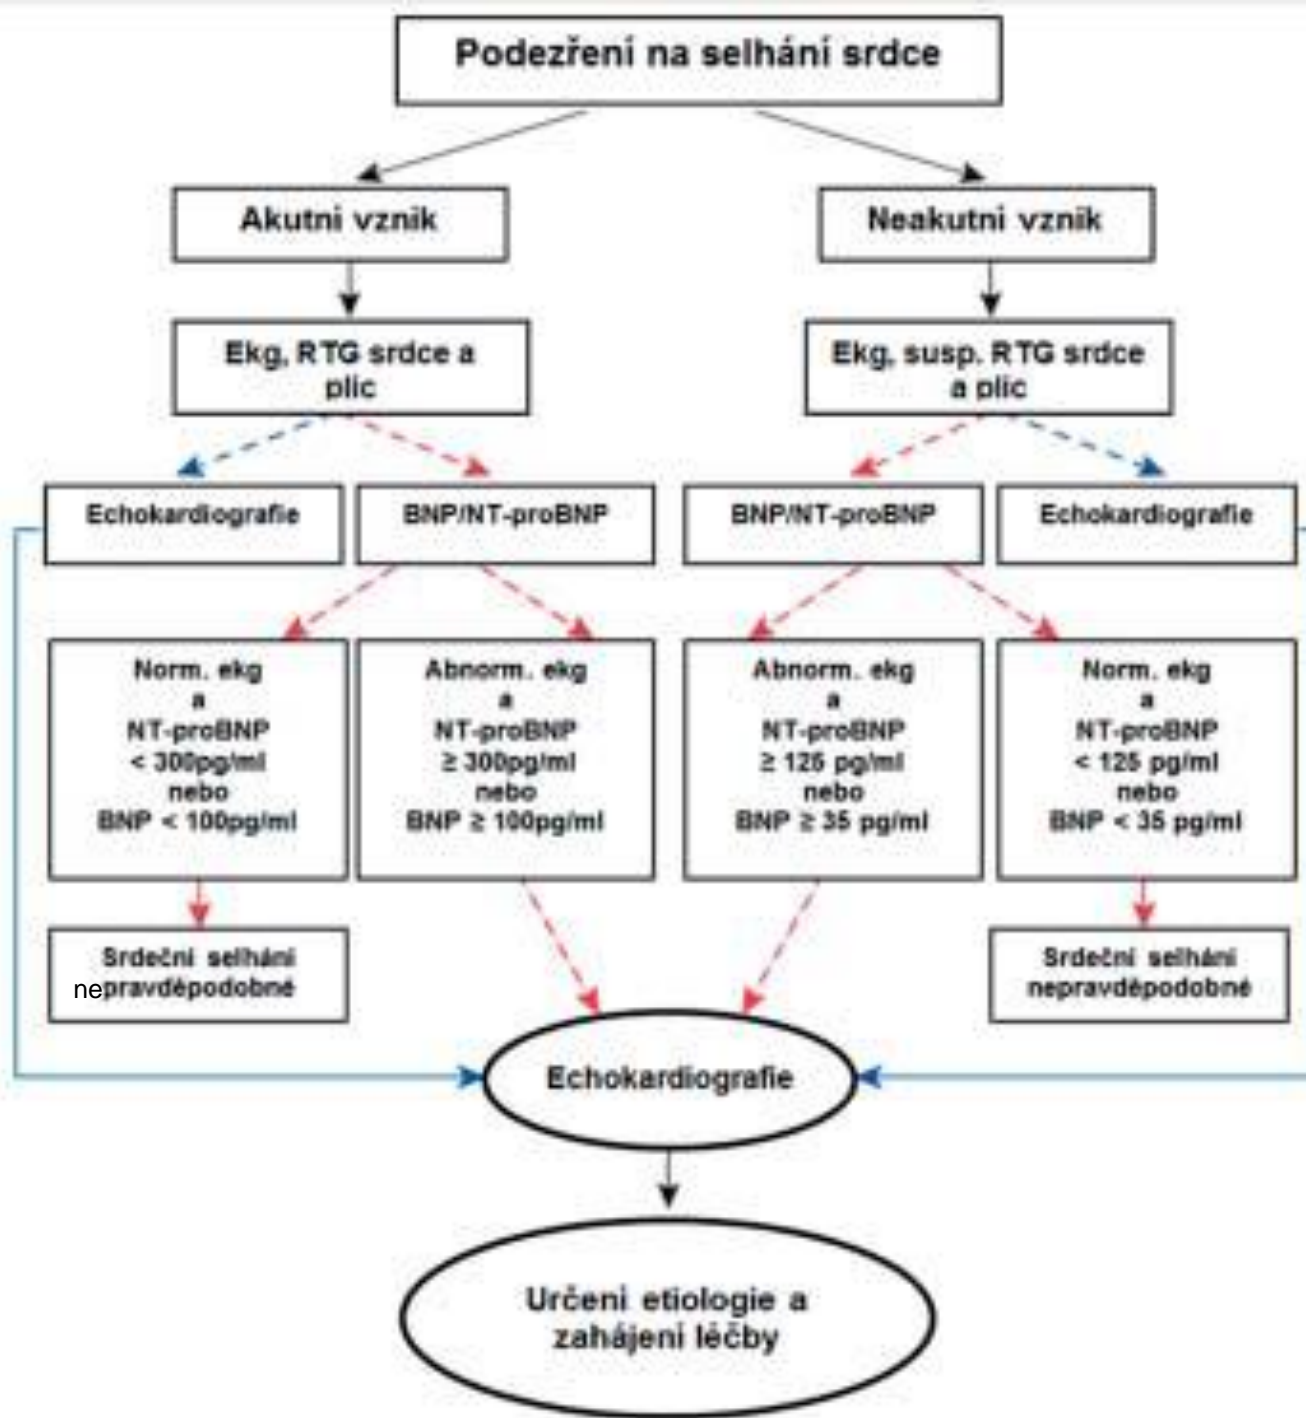 Podezření na selhání srdce
Akutní vznik
Neakutní vznik
Ekg, RTG srdce a
plic
Ekg, susp. RTG srdce
a plic
Echokardiografie
BNP/NT-proBNP
BNP/NT-proBNP
Echokardiografie
Norm. ekg
a
NT-proBNP
< 300pg/ml
nebo
BNP < 100pg/ml
Abnorm. ekg
a
NT-proBNP
≥ 300pg/ml
nebo
BNP ≥ 100pg/ml
Abnorm. ekg
a
NT-proBNP
≥ 125 pg/ml
nebo
BNP ≥ 35 pg/ml
Norm. ekg
a
NT-proBNP
< 125 pg/ml
nebo
BNP < 35 pg/ml
Srdeční selhání
nepravděpodobné
Srdeční selhání
nepravděpodobné
Echokardiografie
Určení etiologie a
zahájení léčby